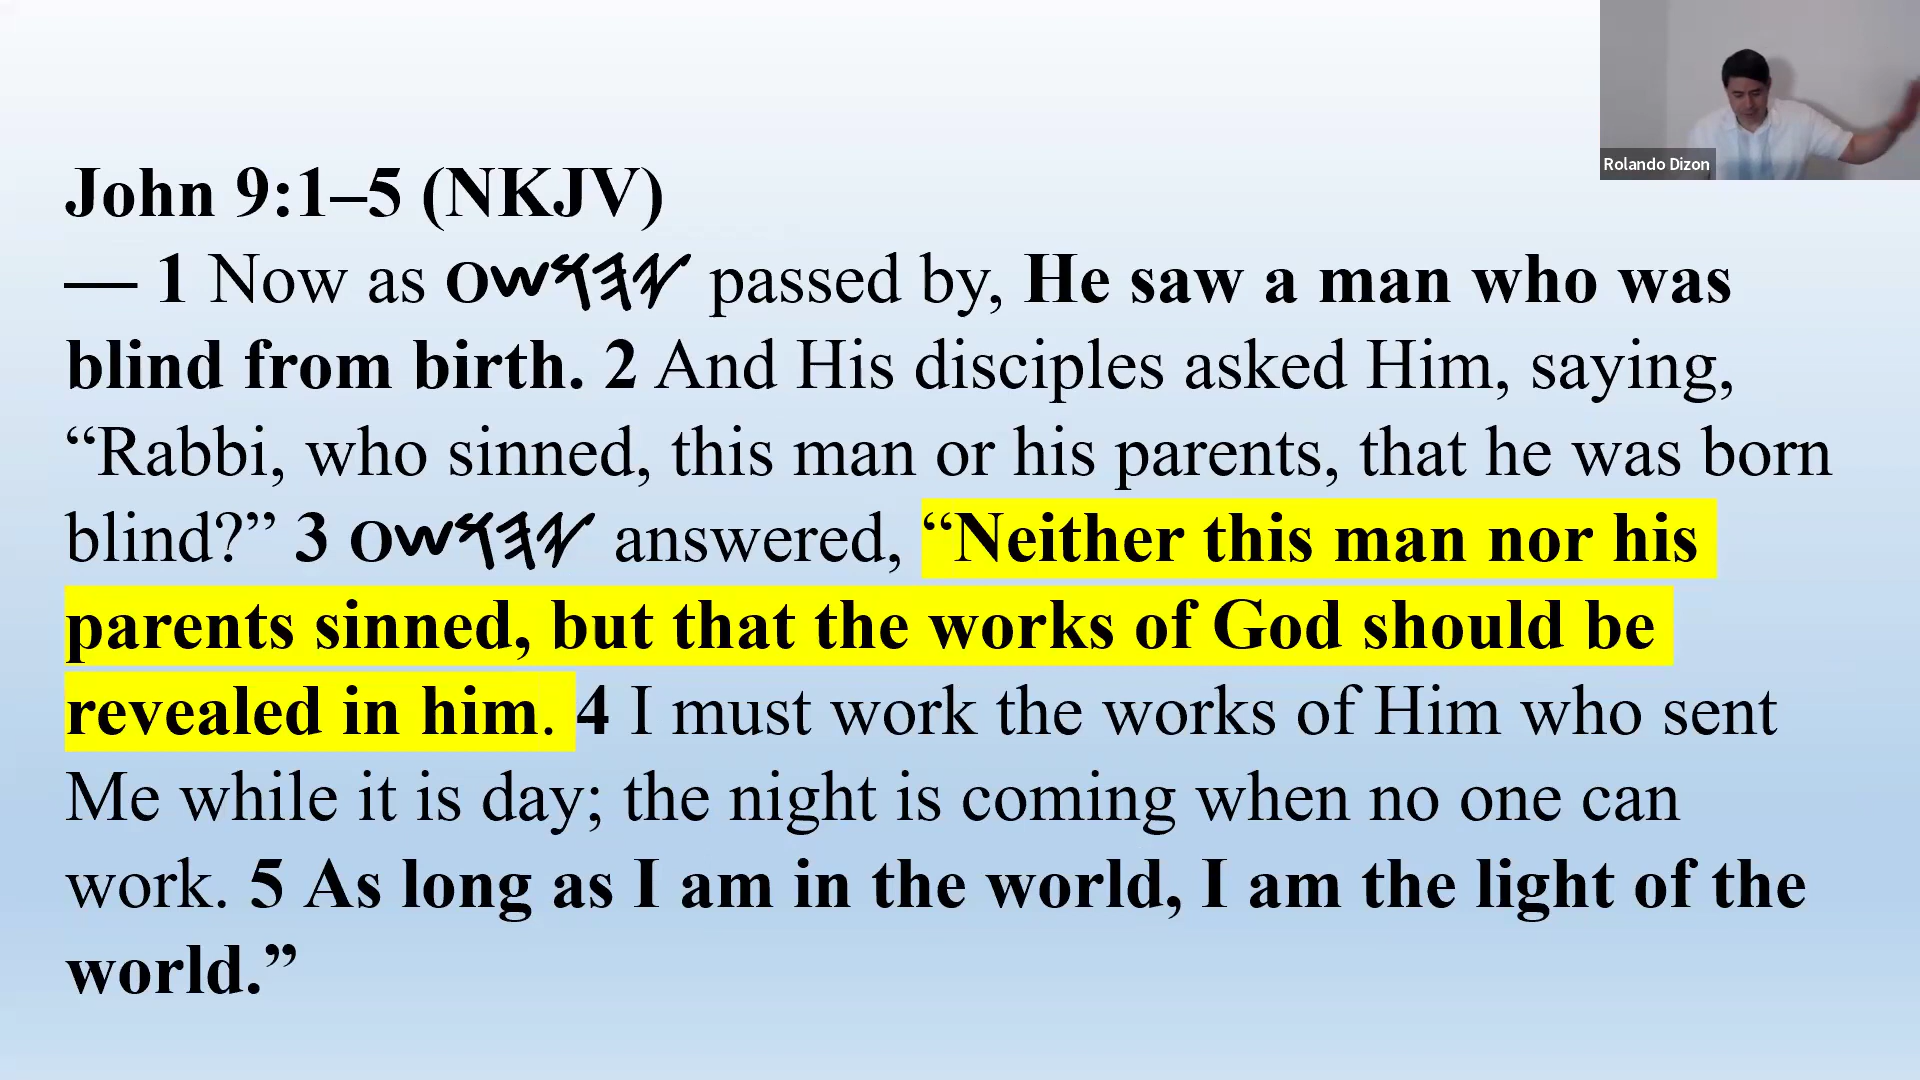 Rolando Dizon
John 9:1–5 (NKJV)
— 1 Now as 𐤉𐤄𐤅𐤔𐤏 passed by, He saw a man who was
blind from birth. 2 And His disciples asked Him, saying,
“Rabbi, who sinned, this man or his parents, that he was born
blind?” 3 𐤉𐤄𐤅𐤔𐤏 answered, “Neither this man nor his
parents sinned, but that the works of God should be
revealed in him. 4 I must work the works of Him who sent
Me while it is day; the night is coming when no one can
work. 5 As long as I am in the world, I am the light of the
world.”